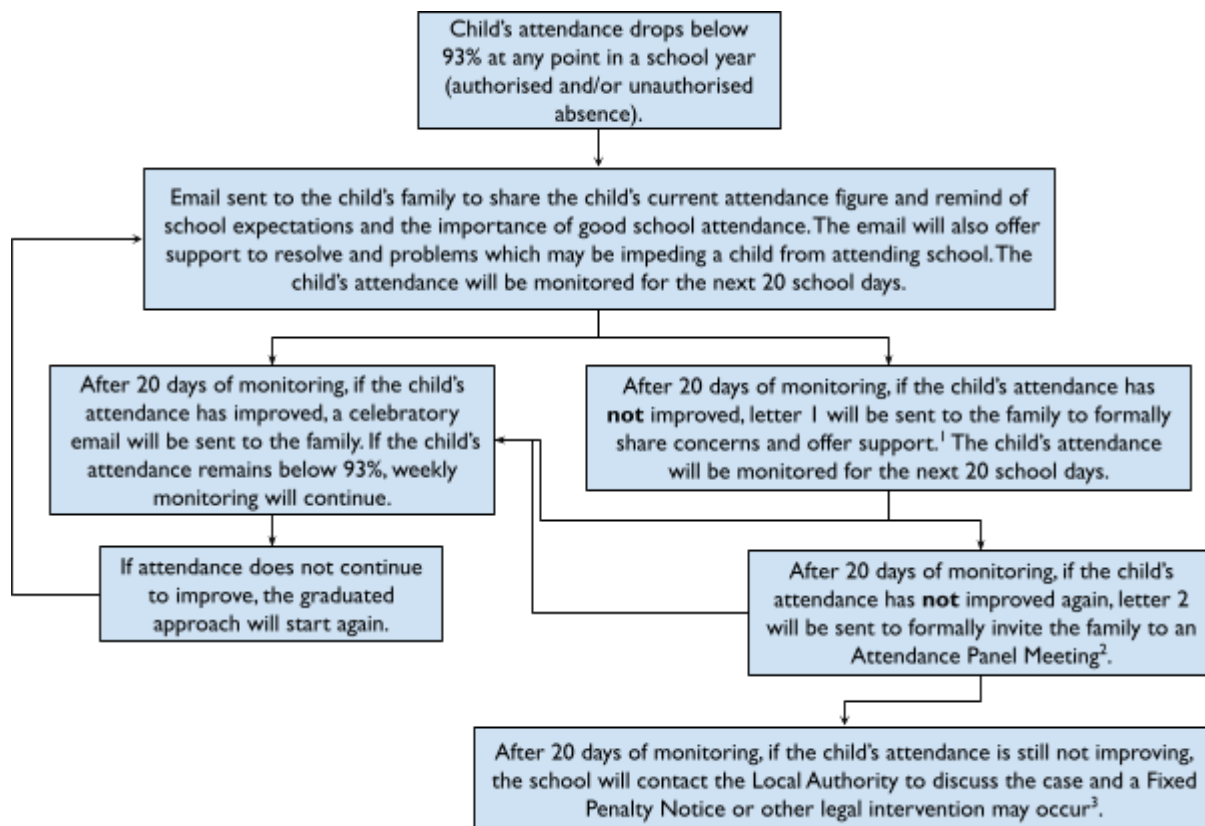 Child's attendance drops below
93% at any point in a school year
(authorised and/or unauthorised
absence).
Email sent to the child's family to share the child's current attendance figure and remind of
school expectations and the importance of good school attendance. The email will also offer
support to resolve and problems which may be impeding a child from attending school. The
child's attendance will be monitored for the next 20 school days.
After 20 days of monitoring, if the child's
attendance has improved, a celebratory
email will be sent to the family. If the child's
attendance remains below 93%, weekly
monitoring will continue.
After 20 days of monitoring, if the child's attendance has
not improved, letter 1 will be sent to the family to formally
share concerns and offer support.¹ The child's attendance
will be monitored for the next 20 school days.
If attendance does not continue
to improve, the graduated
approach will start again.
After 20 days of monitoring, if the child's
attendance has not improved again, letter 2
will be sent to formally invite the family to an
Attendance Panel Meeting².
After 20 days of monitoring, if the child's attendance is still not improving,
the school will contact the Local Authority to discuss the case and a Fixed
Penalty Notice or other legal intervention may occur³.